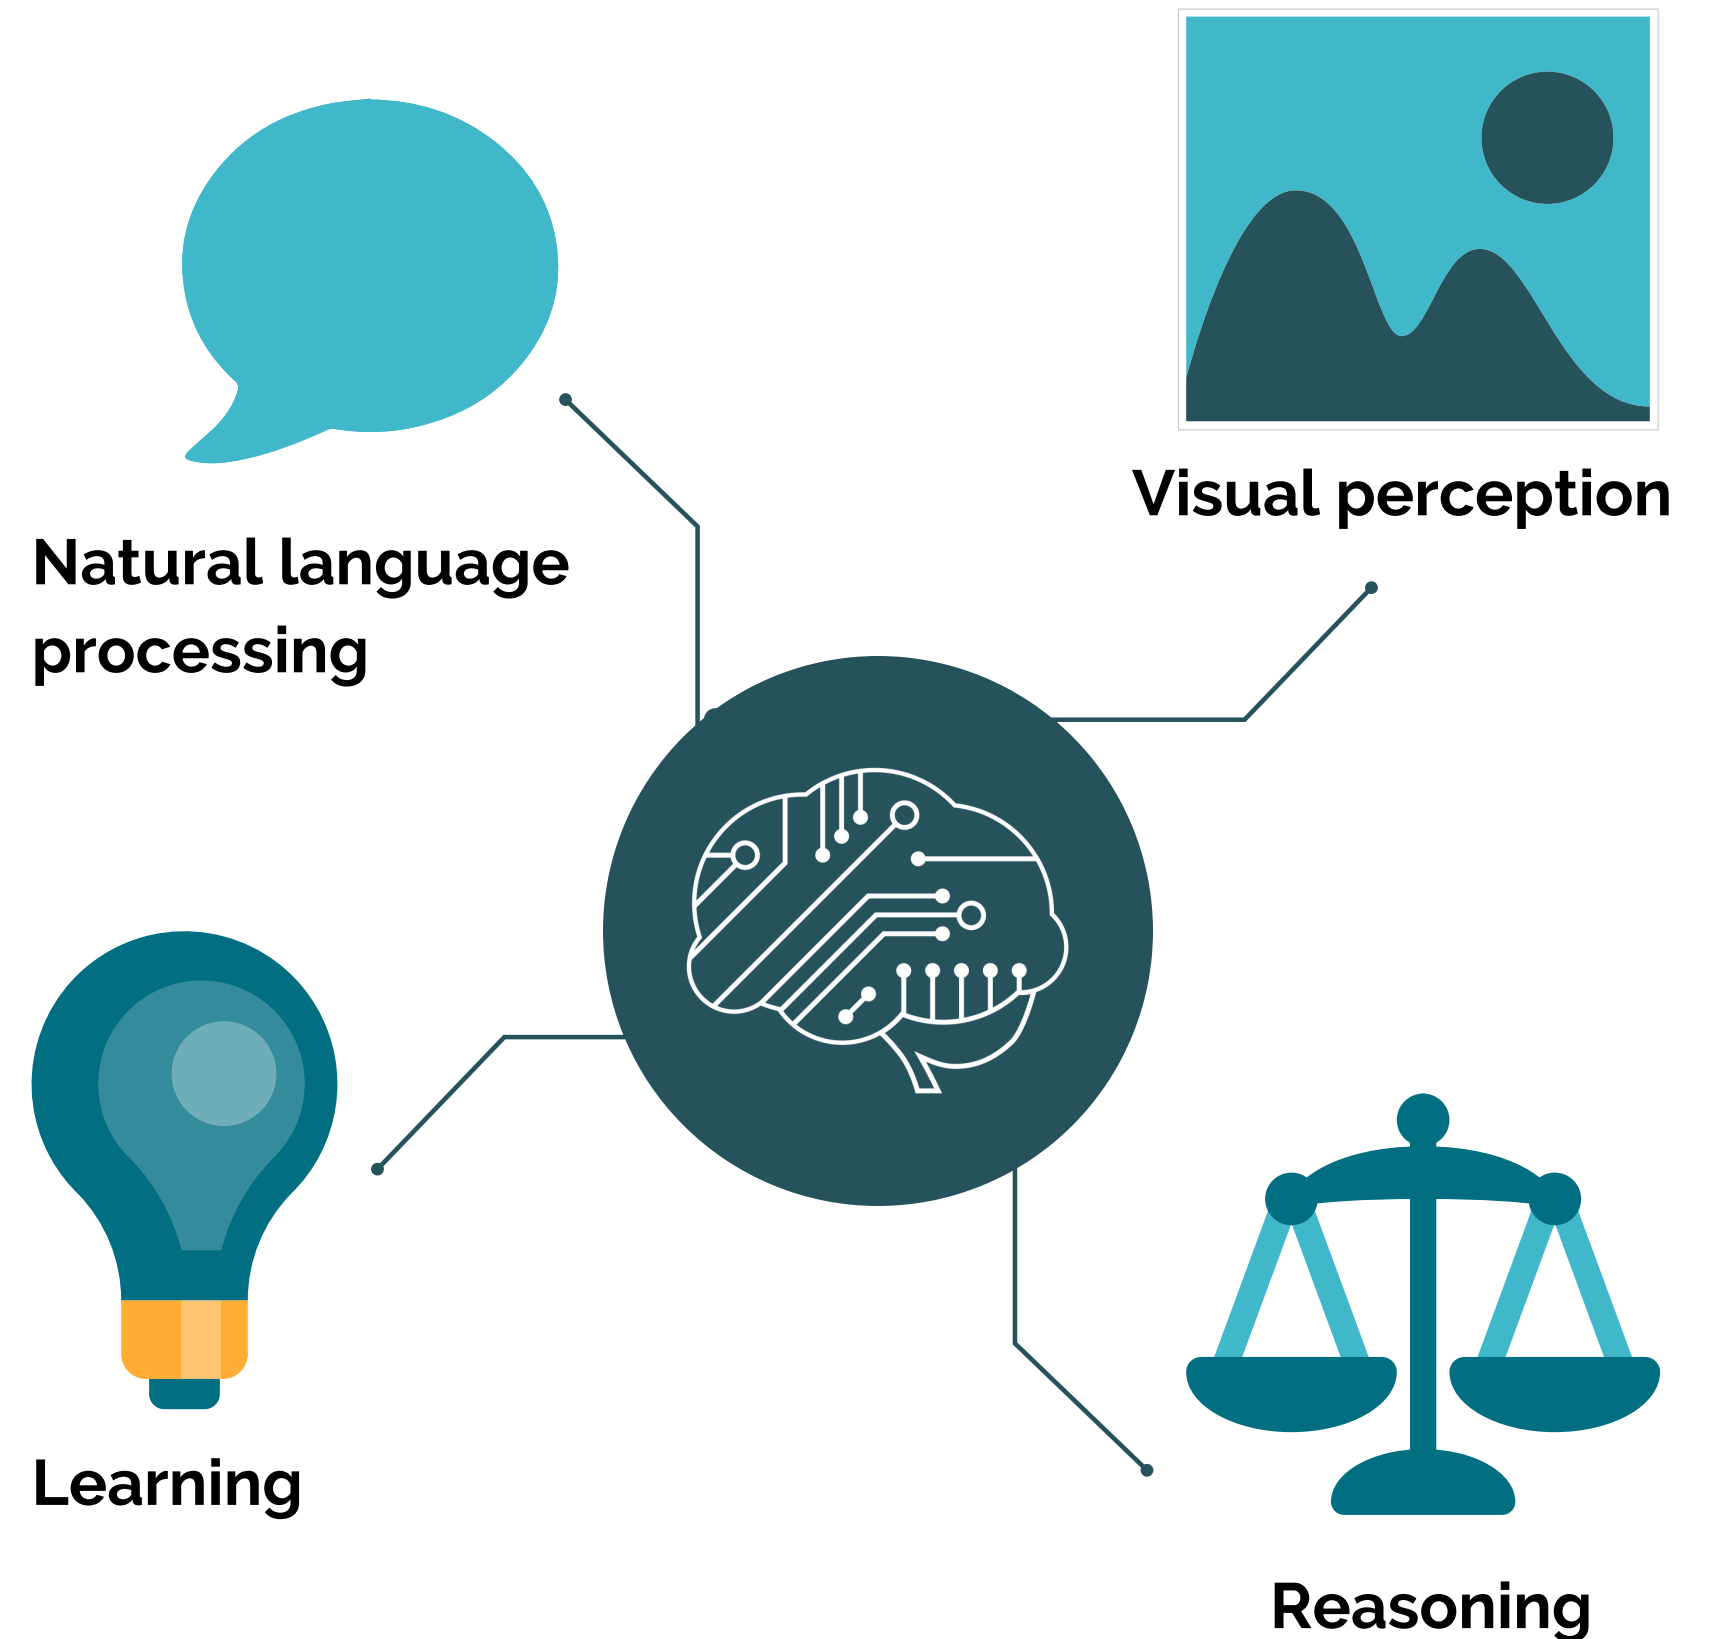 Natural language
processing
Visual perception
Learning
Reasoning